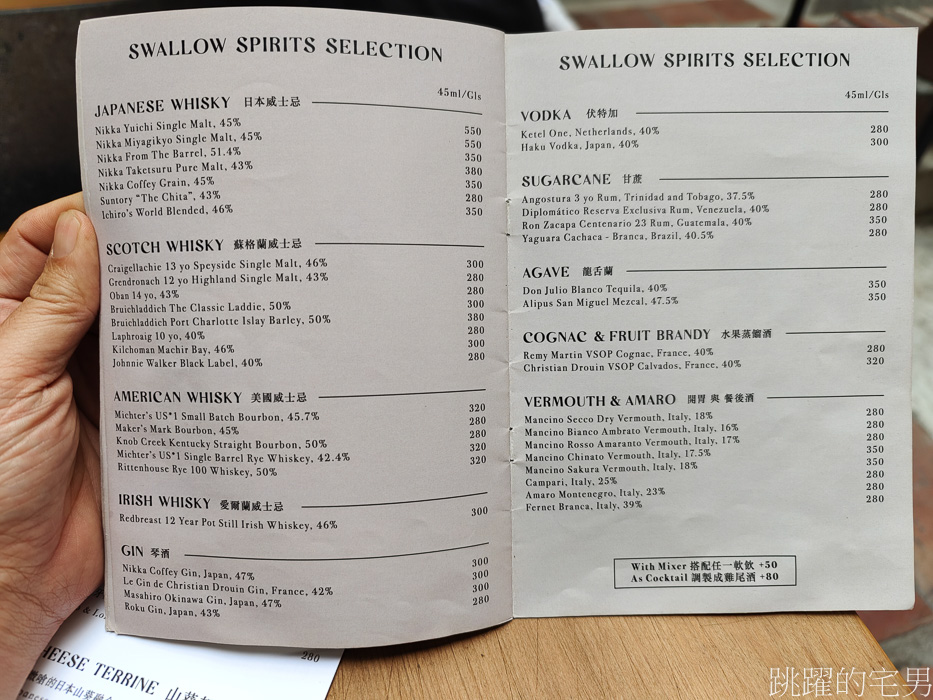 SWALLOW SPIRITS SELECTION
45ml/Gls
JAPANESE WHISKY 日本威士忌
Nikka Yuichi Single Malt, 45% 550
Nikka Miyagikyo Single Malt, 45% 550
Nikka From The Barrel, 51.4% 350
Nikka Taketsuru Pure Malt, 43% 380
Nikka Coffey Grain, 45% 350
Suntory "The Chita", 43% 280
Ichiro's World Blended, 46% 350
SCOTCH WHISKY 蘇格蘭威士忌
Craigellachie 13 yo Speyside Single Malt, 46% 300
Grendronach 12 yo Highland Single Malt, 43% 280
Oban 14 yo, 43% 280
Bruichladdich The Classic Laddie, 50% 300
Bruichladdich Port Charlotte Islay Barley, 50% 380
Laphroaig 10 yo, 40% 280
Kilchoman Machir Bay, 46% 300
Johnnie Walker Black Label, 40% 280
AMERICAN WHISKY 美國威士忌
Michter's US*1 Small Batch Bourbon, 45.7% 320
Maker's Mark Bourbon, 45% 280
Knob Creek Kentucky Straight Bourbon, 50% 280
Michter's US*1 Single Barrel Rye Whiskey, 42.4% 320
Rittenhouse Rye 100 Whiskey, 50% 320
IRISH WHISKY 愛爾蘭威士忌
Redbreast 12 Year Pot Still Irish Whiskey, 46% 300
GIN 琴酒
Nikka Coffey Gin, Japan, 47% 300
Le Gin de Christian Drouin Gin, France, 42% 300
Masahiro Okinawa Gin, Japan, 47% 300
Roku Gin, Japan, 43% 280
SWALLOW SPIRITS SELECTION
45ml/Gls
VODKA 伏特加
Ketel One, Netherlands, 40% 280
Haku Vodka, Japan, 40% 300
SUGARCANE 甘蔗
Angostura 3 yo Rum, Trinidad and Tobago, 37.5% 280
Diplomático Reserva Exclusiva Rum, Venezuela, 40% 280
Ron Zacapa Centenario 23 Rum, Guatemala, 40% 350
Yaguara Cachaca - Branca, Brazil, 40.5% 280
AGAVE 龍舌蘭
Don Julio Blanco Tequila, 40% 350
Alipus San Miguel Mezcal, 47.5% 350
COGNAC & FRUIT BRANDY 水果蒸餾酒
Remy Martin VSOP Cognac, France, 40% 280
Christian Drouin VSOP Calvados, France, 40% 320
VERMOUTH & AMARO 開胃 與 餐後酒
Mancino Secco Dry Vermouth, Italy, 18% 280
Mancino Bianco Ambrato Vermouth, Italy, 16% 280
Mancino Rosso Amaranto Vermouth, Italy, 17% 280
Mancino Chinato Vermouth, Italy, 17.5% 350
Mancino Sakura Vermouth, Italy, 18% 350
Campari, Italy, 25% 280
Amaro Montenegro, Italy, 23% 280
Fernet Branca, Italy, 39% 280
With Mixer 搭配任一軟飲 +50
As Cocktail 調製成雞尾酒 +80
280
HEESE TERRINE
的日本山
跳躍的宅男